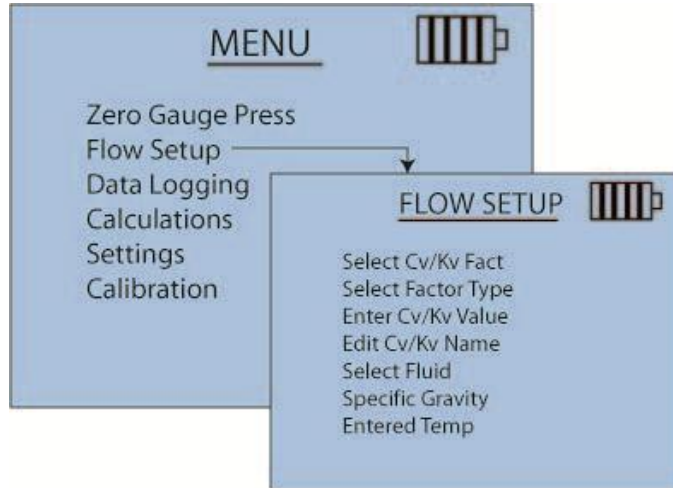 MENU
Zero Gauge Press
Flow Setup
Data Logging
Calculations
Settings
Calibration
FLOW SETUP
Select Cv/Kv Fact
Select Factor Type
Enter Cv/Kv Value
Edit Cv/Kv Name
Select Fluid
Specific Gravity
Entered Temp